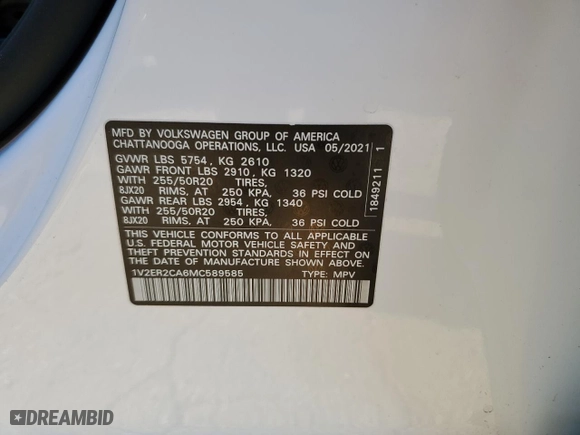 MFD BY VOLKSWAGEN GROUP OF AMERICA
CHATTANOOGA OPERATIONS, LLC. USA 05/2021
GVWR LBS 5754, KG 2610
GAWR FRONT LBS 2910, KG 1320
WITH 255/50R20 TIRES,
8JX20 RIMS, AT 250 KPA, 36 PSI COLD
GAWR REAR LBS 2954, KG 1340
WITH 255/50R20 TIRES,
8JX20 RIMS, AT 250 KPA, 36 PSI COLD
THIS VEHICLE CONFORMS TO ALL APPLICABLE
U.S. FEDERAL MOTOR VEHICLE SAFETY AND
THEFT PREVENTION STANDARDS IN EFFECT ON
THE DATE OF MANUFACTURE SHOWN ABOVE.
1V2ER2CA6MC589585 TYPE: MPV
1849211 1
DREAMBID